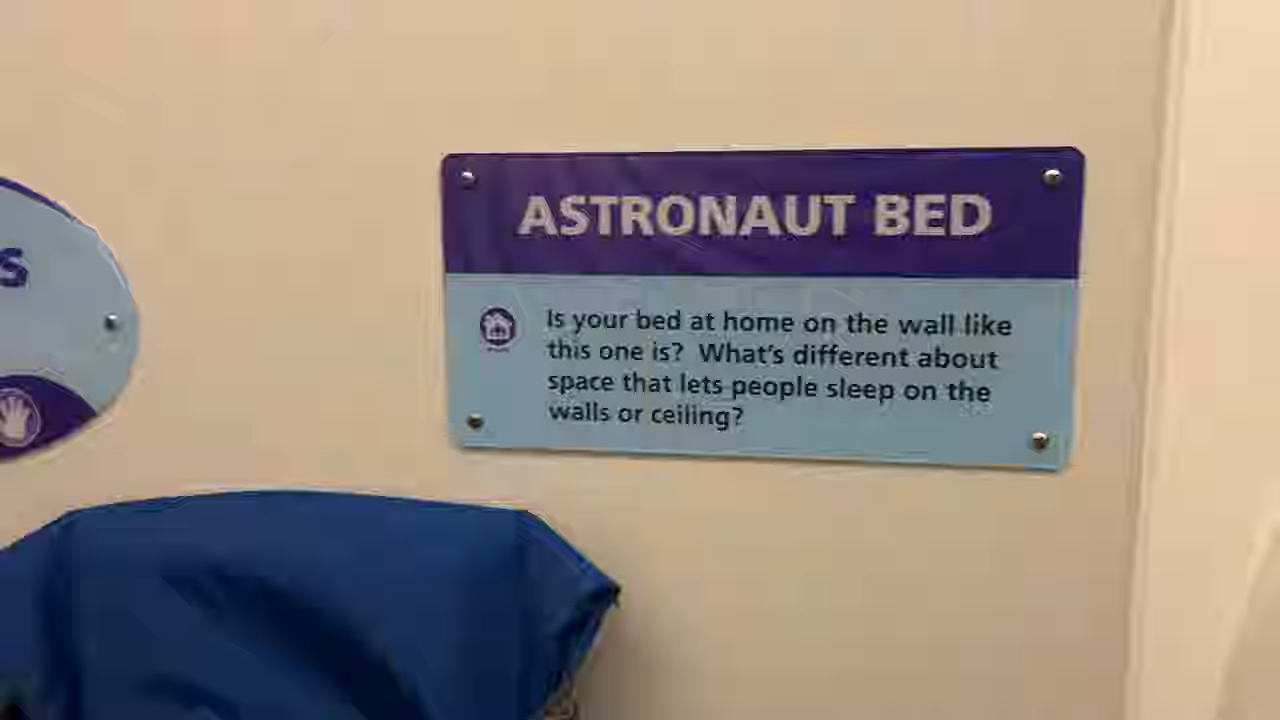 S
ASTRONAUT BED
Is your bed at home on the wall like
this one is? What's different about
space that lets people sleep on the
walls or ceiling?